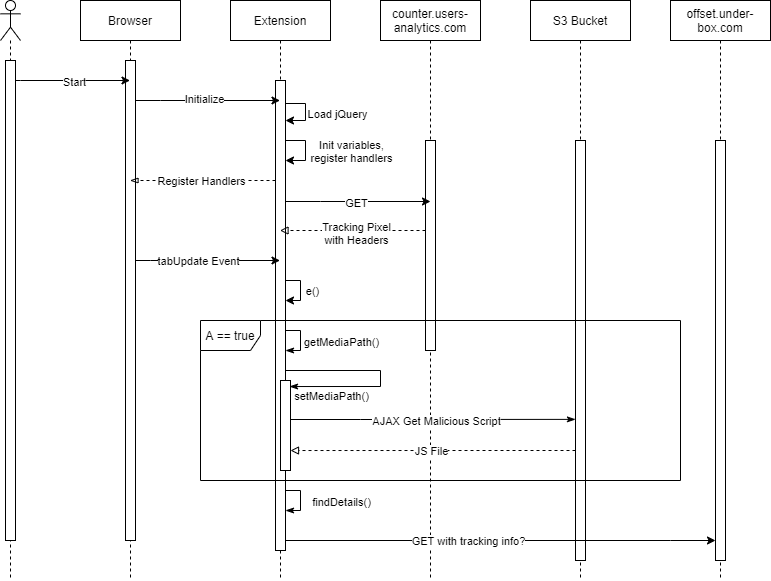 Browser
Extension
counter.users-
analytics.com
S3 Bucket
offset.under-
box.com
Start
Initialize
Load jQuery
Init variables,
register handlers
Register Handlers
GET
Tracking Pixel
with Headers
tabUpdate Event
e()
A == true
getMediaPath()
setMediaPath()
AJAX Get Malicious Script
JS File
findDetails()
GET with tracking info?